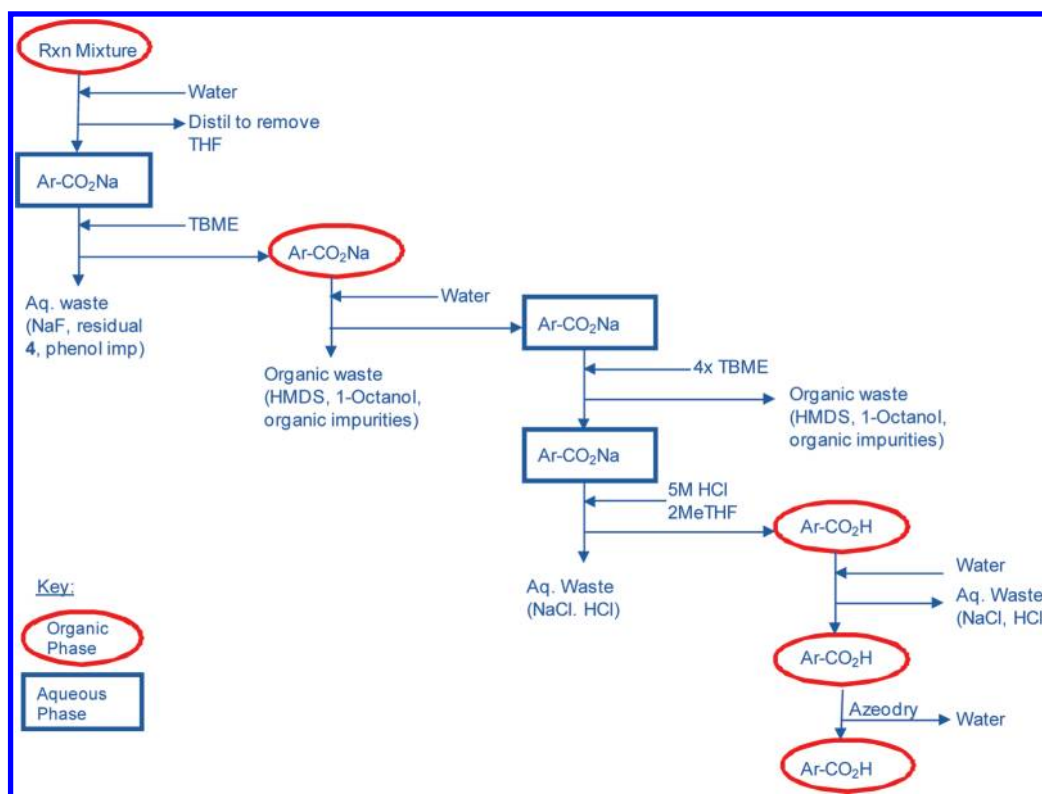 Rxn Mixture
Water
Distil to remove
THF
Ar-CO₂Na
TBME
Ar-CO₂Na
Aq. waste
(NaF, residual
4, phenol imp)
Water
Ar-CO₂Na
Organic waste
(HMDS, 1-Octanol,
organic impurities)
4x TBME
Organic waste
(HMDS, 1-Octanol,
organic impurities)
Ar-CO₂Na
5M HCl
2MeTHF
Ar-CO₂H
Aq. Waste
(NaCl. HCl)
Water
Aq. Waste
(NaCl, HCl
Ar-CO₂H
Azeodry
Water
Ar-CO₂H
Key:
Organic
Phase
Aqueous
Phase